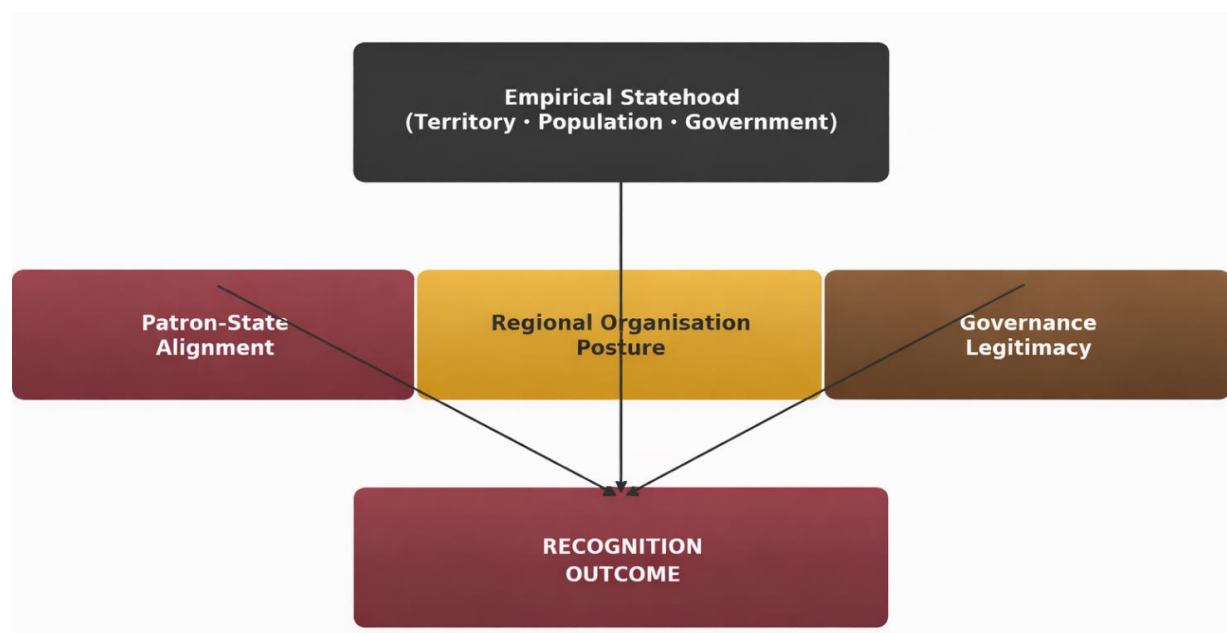 Empirical Statehood
(Territory · Population · Government)
Patron-State
Alignment
Regional Organisation
Posture
Governance
Legitimacy
RECOGNITION
OUTCOME